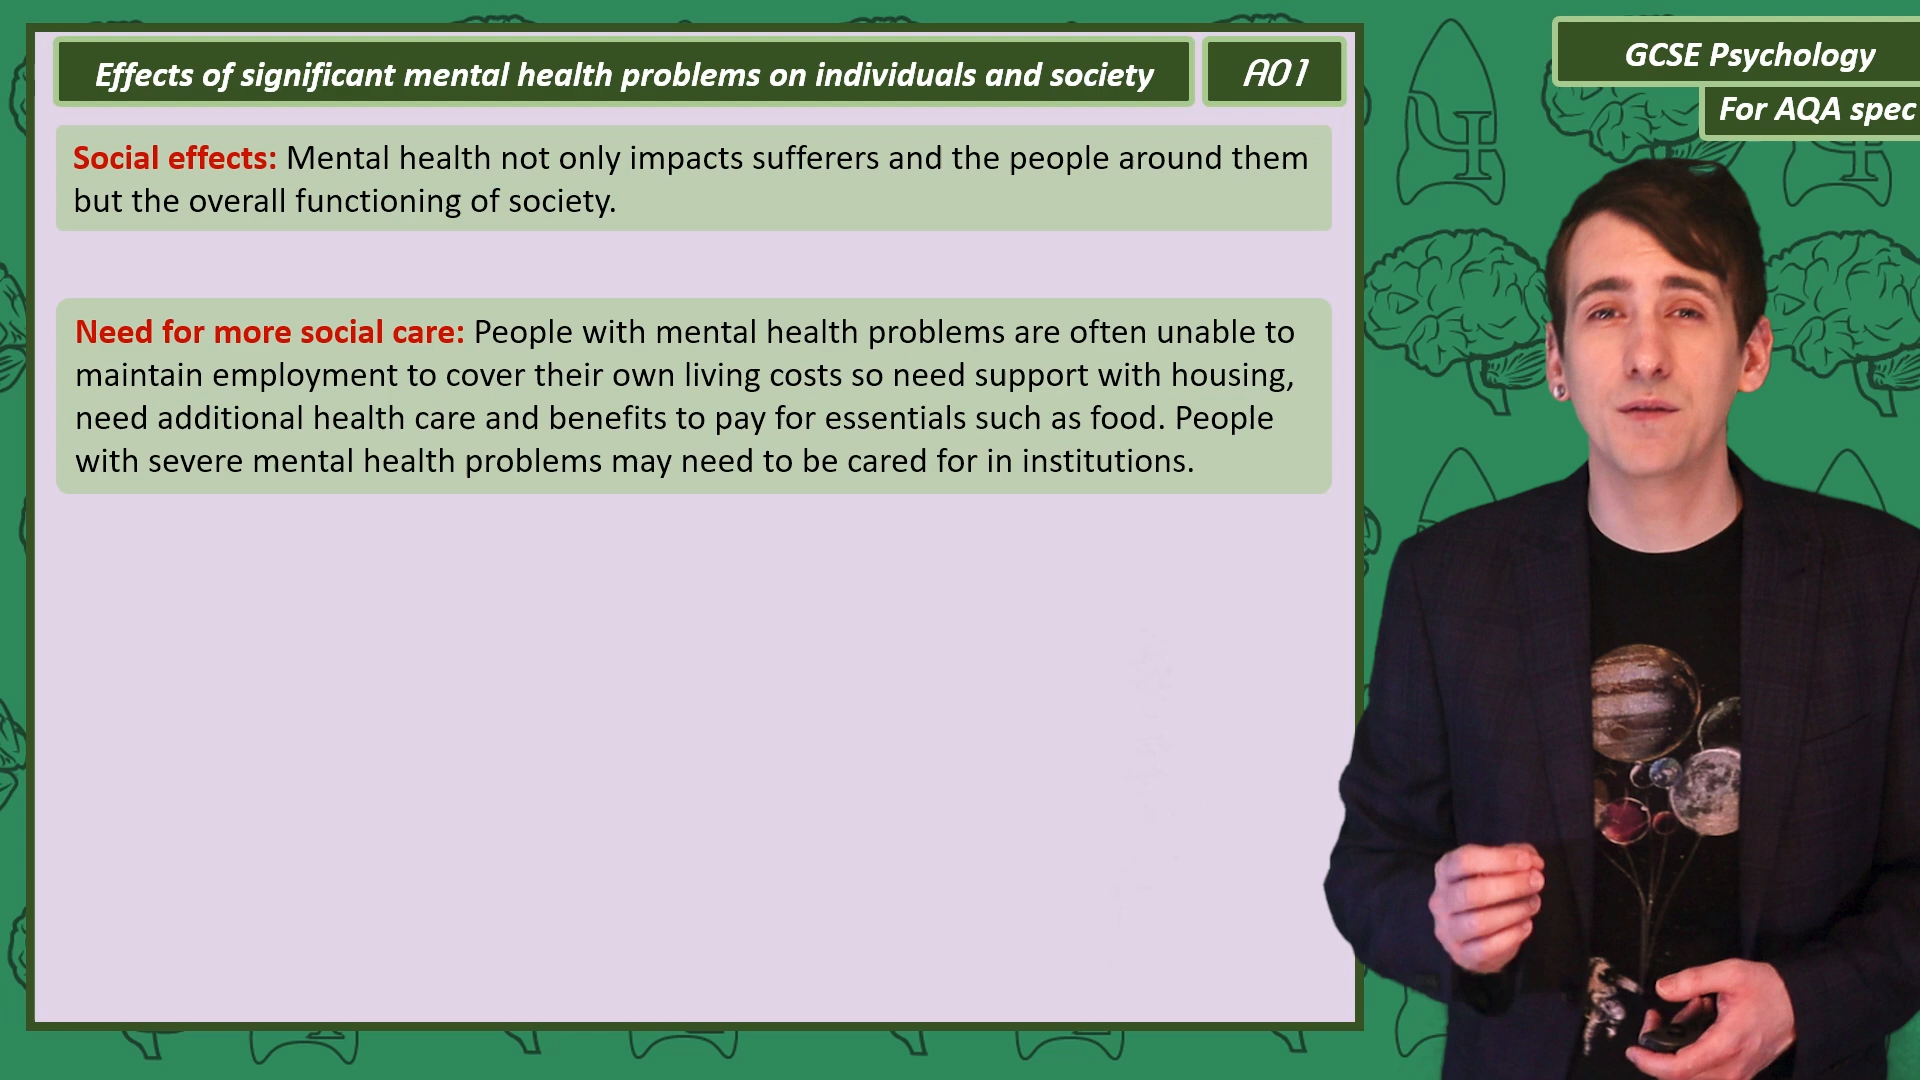 Effects of significant mental health problems on individuals and society
AO1
GCSE Psychology
For AQA spec
Social effects: Mental health not only impacts sufferers and the people around them
but the overall functioning of society.
Need for more social care: People with mental health problems are often unable to
maintain employment to cover their own living costs so need support with housing,
need additional health care and benefits to pay for essentials such as food. People
with severe mental health problems may need to be cared for in institutions.